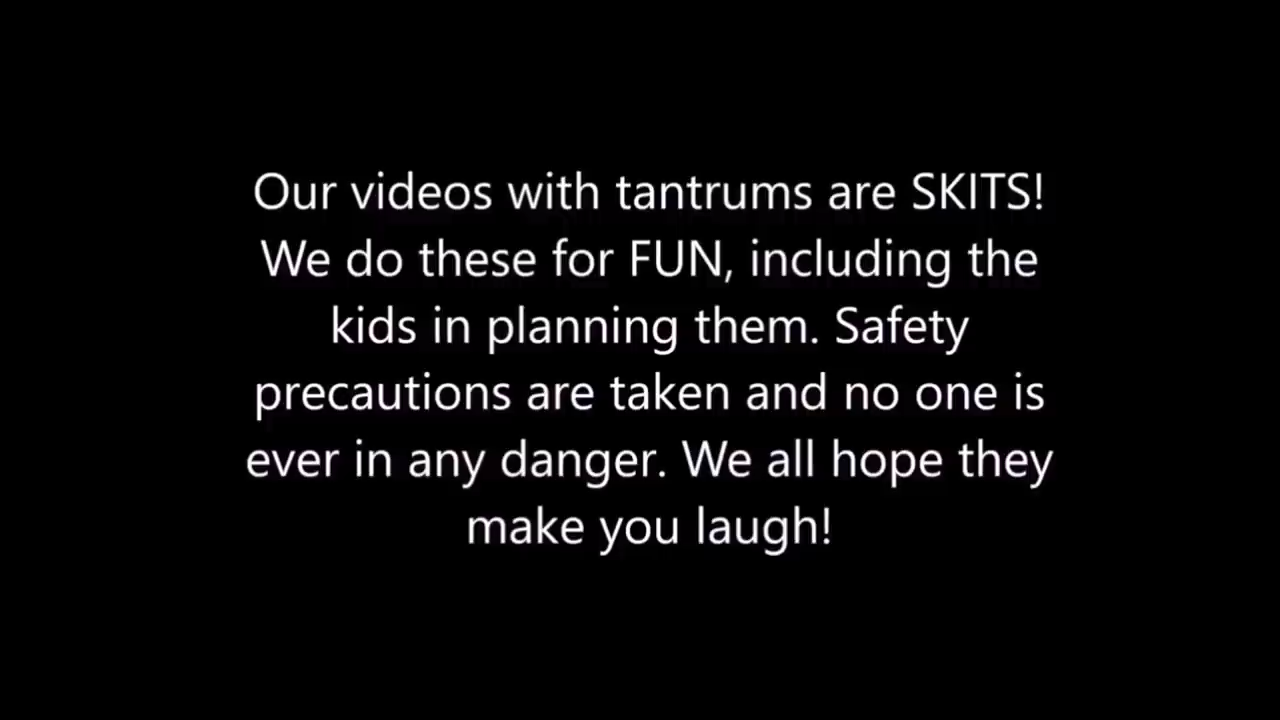 Our videos with tantrums are SKITS!
We do these for FUN, including the
kids in planning them. Safety
precautions are taken and no one is
ever in any danger. We all hope they
make you laugh!